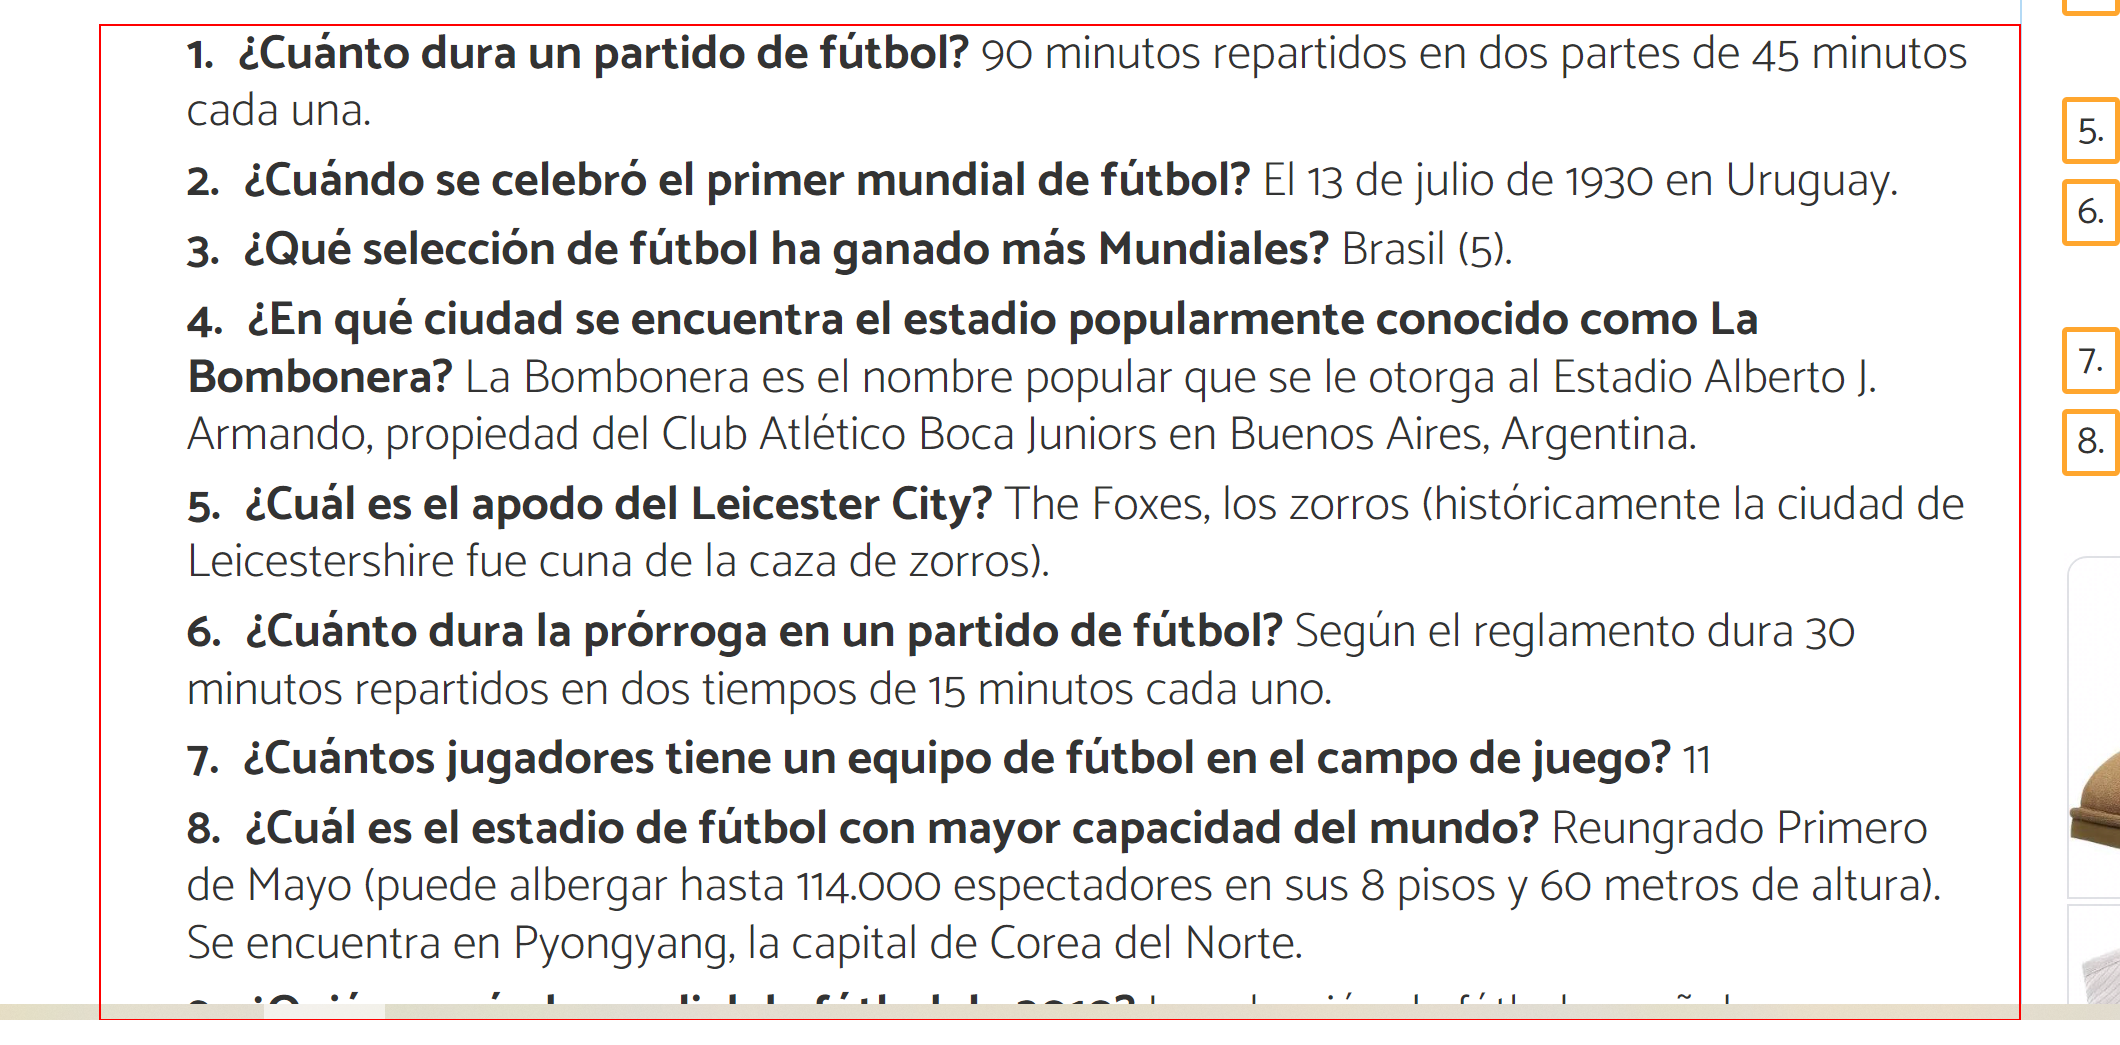 1. ¿Cuánto dura un partido de fútbol? 90 minutos repartidos en dos partes de 45 minutos
cada una.
2. ¿Cuándo se celebró el primer mundial de fútbol? El 13 de julio de 1930 en Uruguay.
3. ¿Qué selección de fútbol ha ganado más Mundiales? Brasil (5).
4. ¿En qué ciudad se encuentra el estadio popularmente conocido como La
Bombonera? La Bombonera es el nombre popular que se le otorga al Estadio Alberto J.
Armando, propiedad del Club Atlético Boca Juniors en Buenos Aires, Argentina.
5. ¿Cuál es el apodo del Leicester City? The Foxes, los zorros (históricamente la ciudad de
Leicestershire fue cuna de la caza de zorros).
6. ¿Cuánto dura la prórroga en un partido de fútbol? Según el reglamento dura 30
minutos repartidos en dos tiempos de 15 minutos cada uno.
7. ¿Cuántos jugadores tiene un equipo de fútbol en el campo de juego? 11
8. ¿Cuál es el estadio de fútbol con mayor capacidad del mundo? Reungrado Primero
de Mayo (puede albergar hasta 114.000 espectadores en sus 8 pisos y 60 metros de altura).
Se encuentra en Pyongyang, la capital de Corea del Norte.
5.
6.
7.
8.